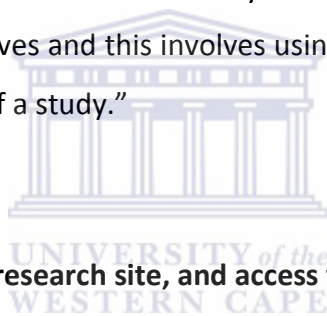 ves and this involves usin
f a study.”
UNIVERSITY of the
research site, and access
WESTERN CAPE